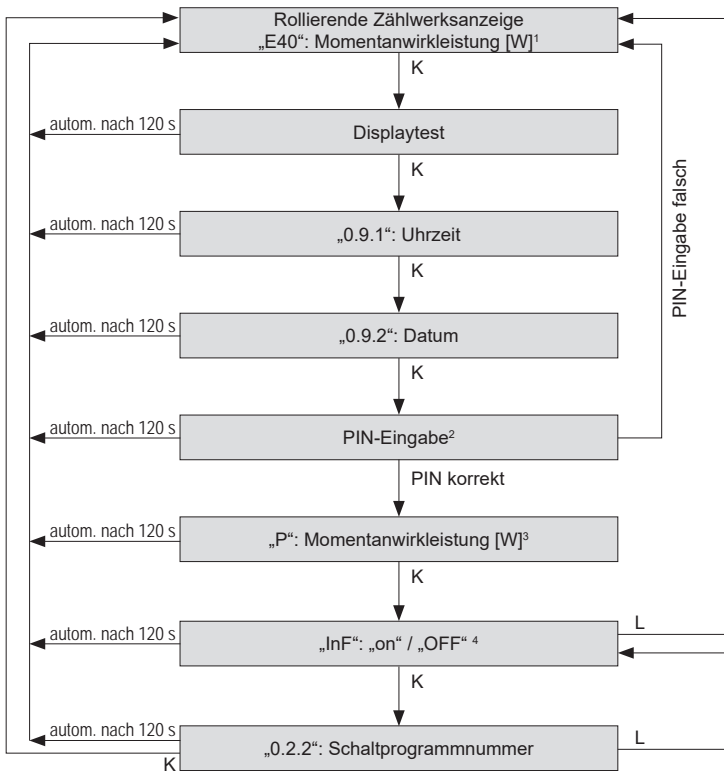 Rollierende Zählwerksanzeige
„E40“: Momentanwirkleistung [W]¹
K
autom. nach 120 s
Displaytest
K
autom. nach 120 s
„0.9.1“: Uhrzeit
K
PIN-Eingabe falsch
autom. nach 120 s
„0.9.2“: Datum
K
autom. nach 120 s
PIN-Eingabe²
PIN korrekt
autom. nach 120 s
„P“: Momentanwirkleistung [W]³
K
autom. nach 120 s
„InF“: „on“ / „OFF“ ⁴
L
K
autom. nach 120 s
„0.2.2“: Schaltprogrammnummer
L
K